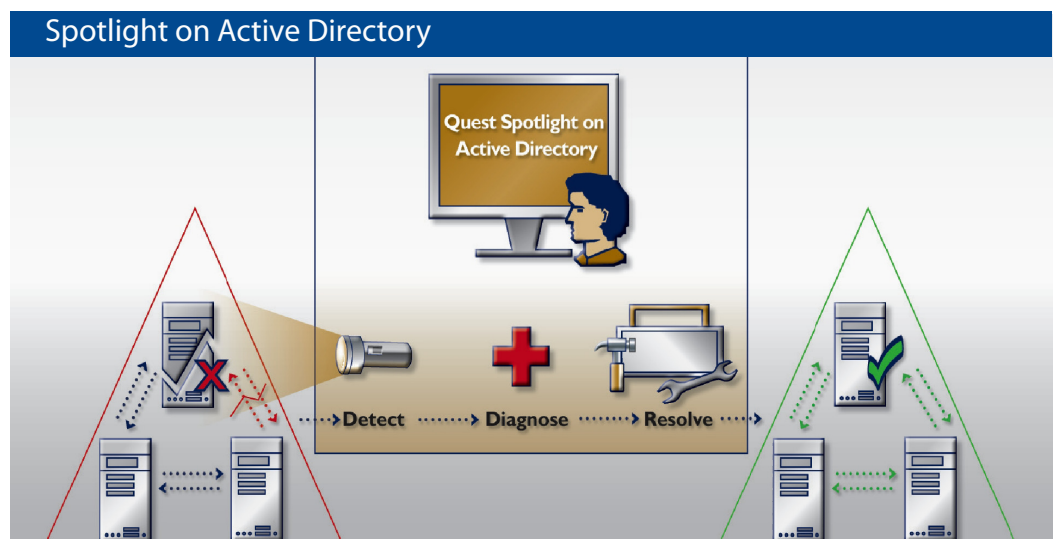 Spotlight on Active Directory
Quest Spotlight on
Active Directory
Detect
Diagnose
Resolve